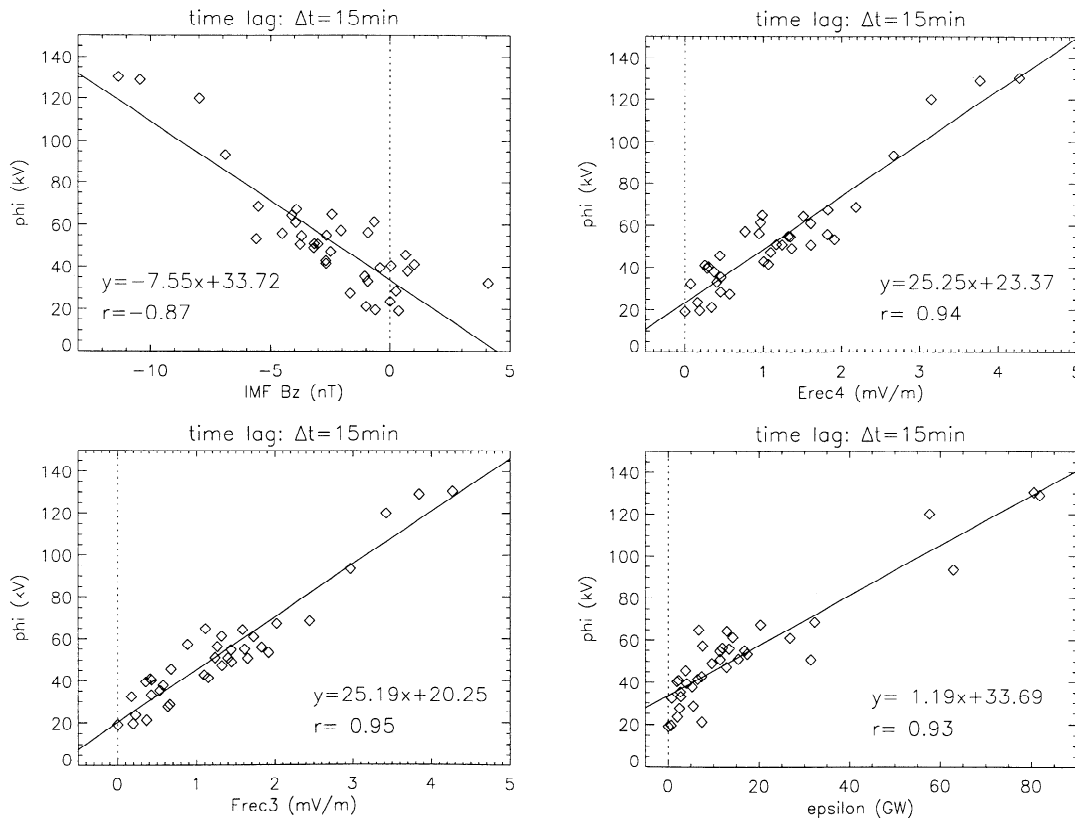 time lag: Δt=15min
phi (kV)
140
120
100
80
60
40
20
0
y=−7.55x+33.72
r=−0.87
−10
−5
0
5
IMF Bz (nT)
time lag: Δt=15min
phi (kV)
140
120
100
80
60
40
20
0
25.25x+23.37
r= 0.94
0
1
2
3
4
5
Erec4 (mV/m)
time lag: Δt=15min
phi (kV)
140
120
100
80
60
40
20
0
y=25.19x+20.25
r= 0.95
0
1
2
3
4
5
Frec3 (mV/m)
time lag: Δt=15min
phi (kV)
140
120
100
80
60
40
20
0
y= 1.19x+33.69
r= 0.93
0
20
40
60
80
epsilon (GW)